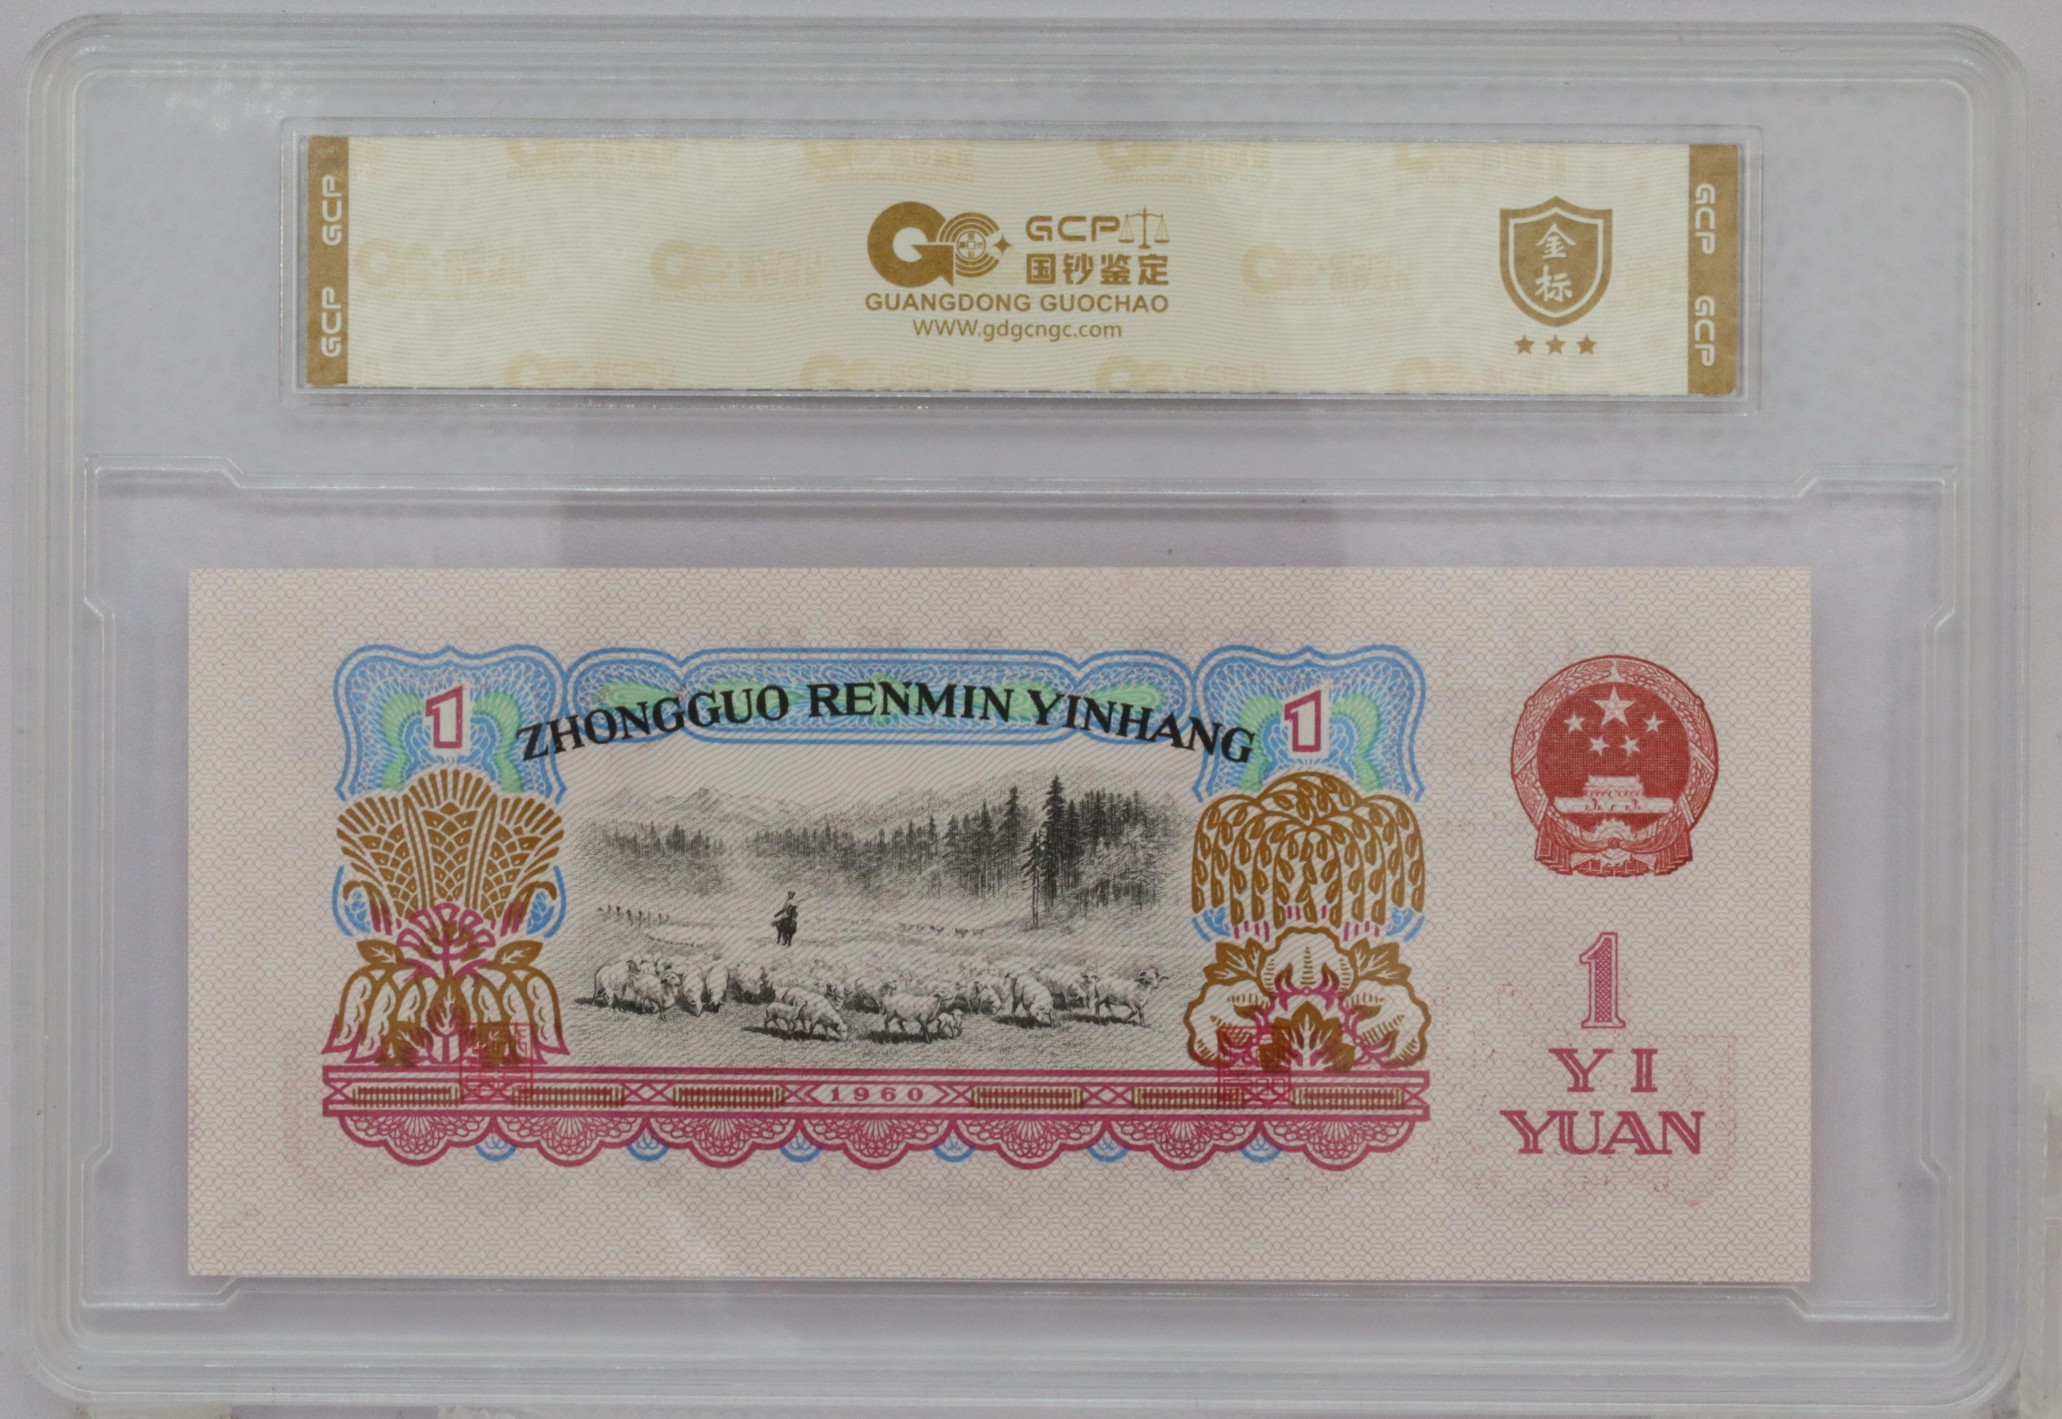 GCP
GCP
GCP
国钞鉴定
GUANGDONG GUOCHAO
WWW.gdgcngc.com
金
标
GCP
GCP
ZHONGGUO RENMIN YINHANG
1
1
1960
1
YI
YUAN